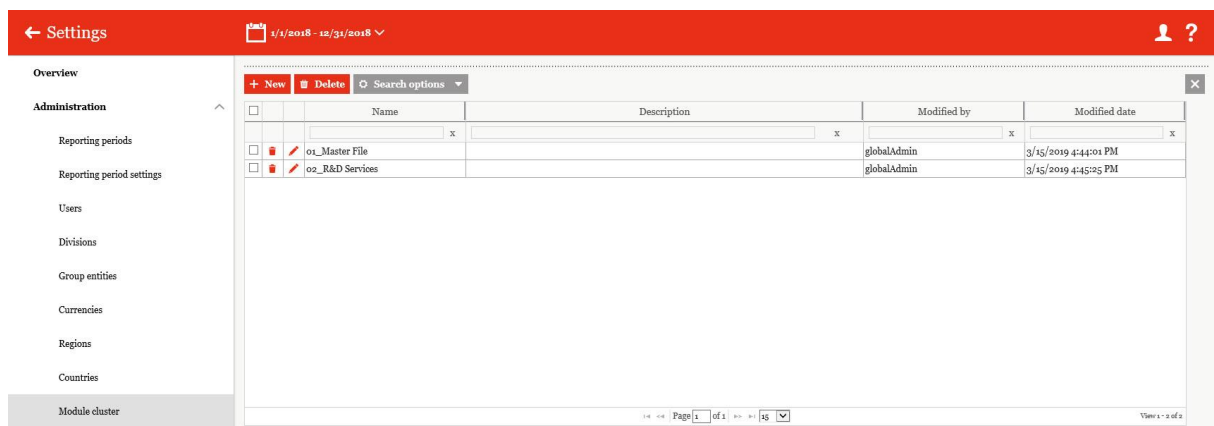 ← Settings
1/1/2018 - 12/31/2018
?
Overview
Administration
Reporting periods
Reporting period settings
Users
Divisions
Group entities
Currencies
Regions
Countries
Module cluster
+ New Delete Search options
Name Description Modified by Modified date
x x x x
01_Master File globalAdmin 3/15/2019 4:44:01 PM
02_R&D Services globalAdmin 3/15/2019 4:45:25 PM
Page 1 of 1 15 View 1 - 2 of 2